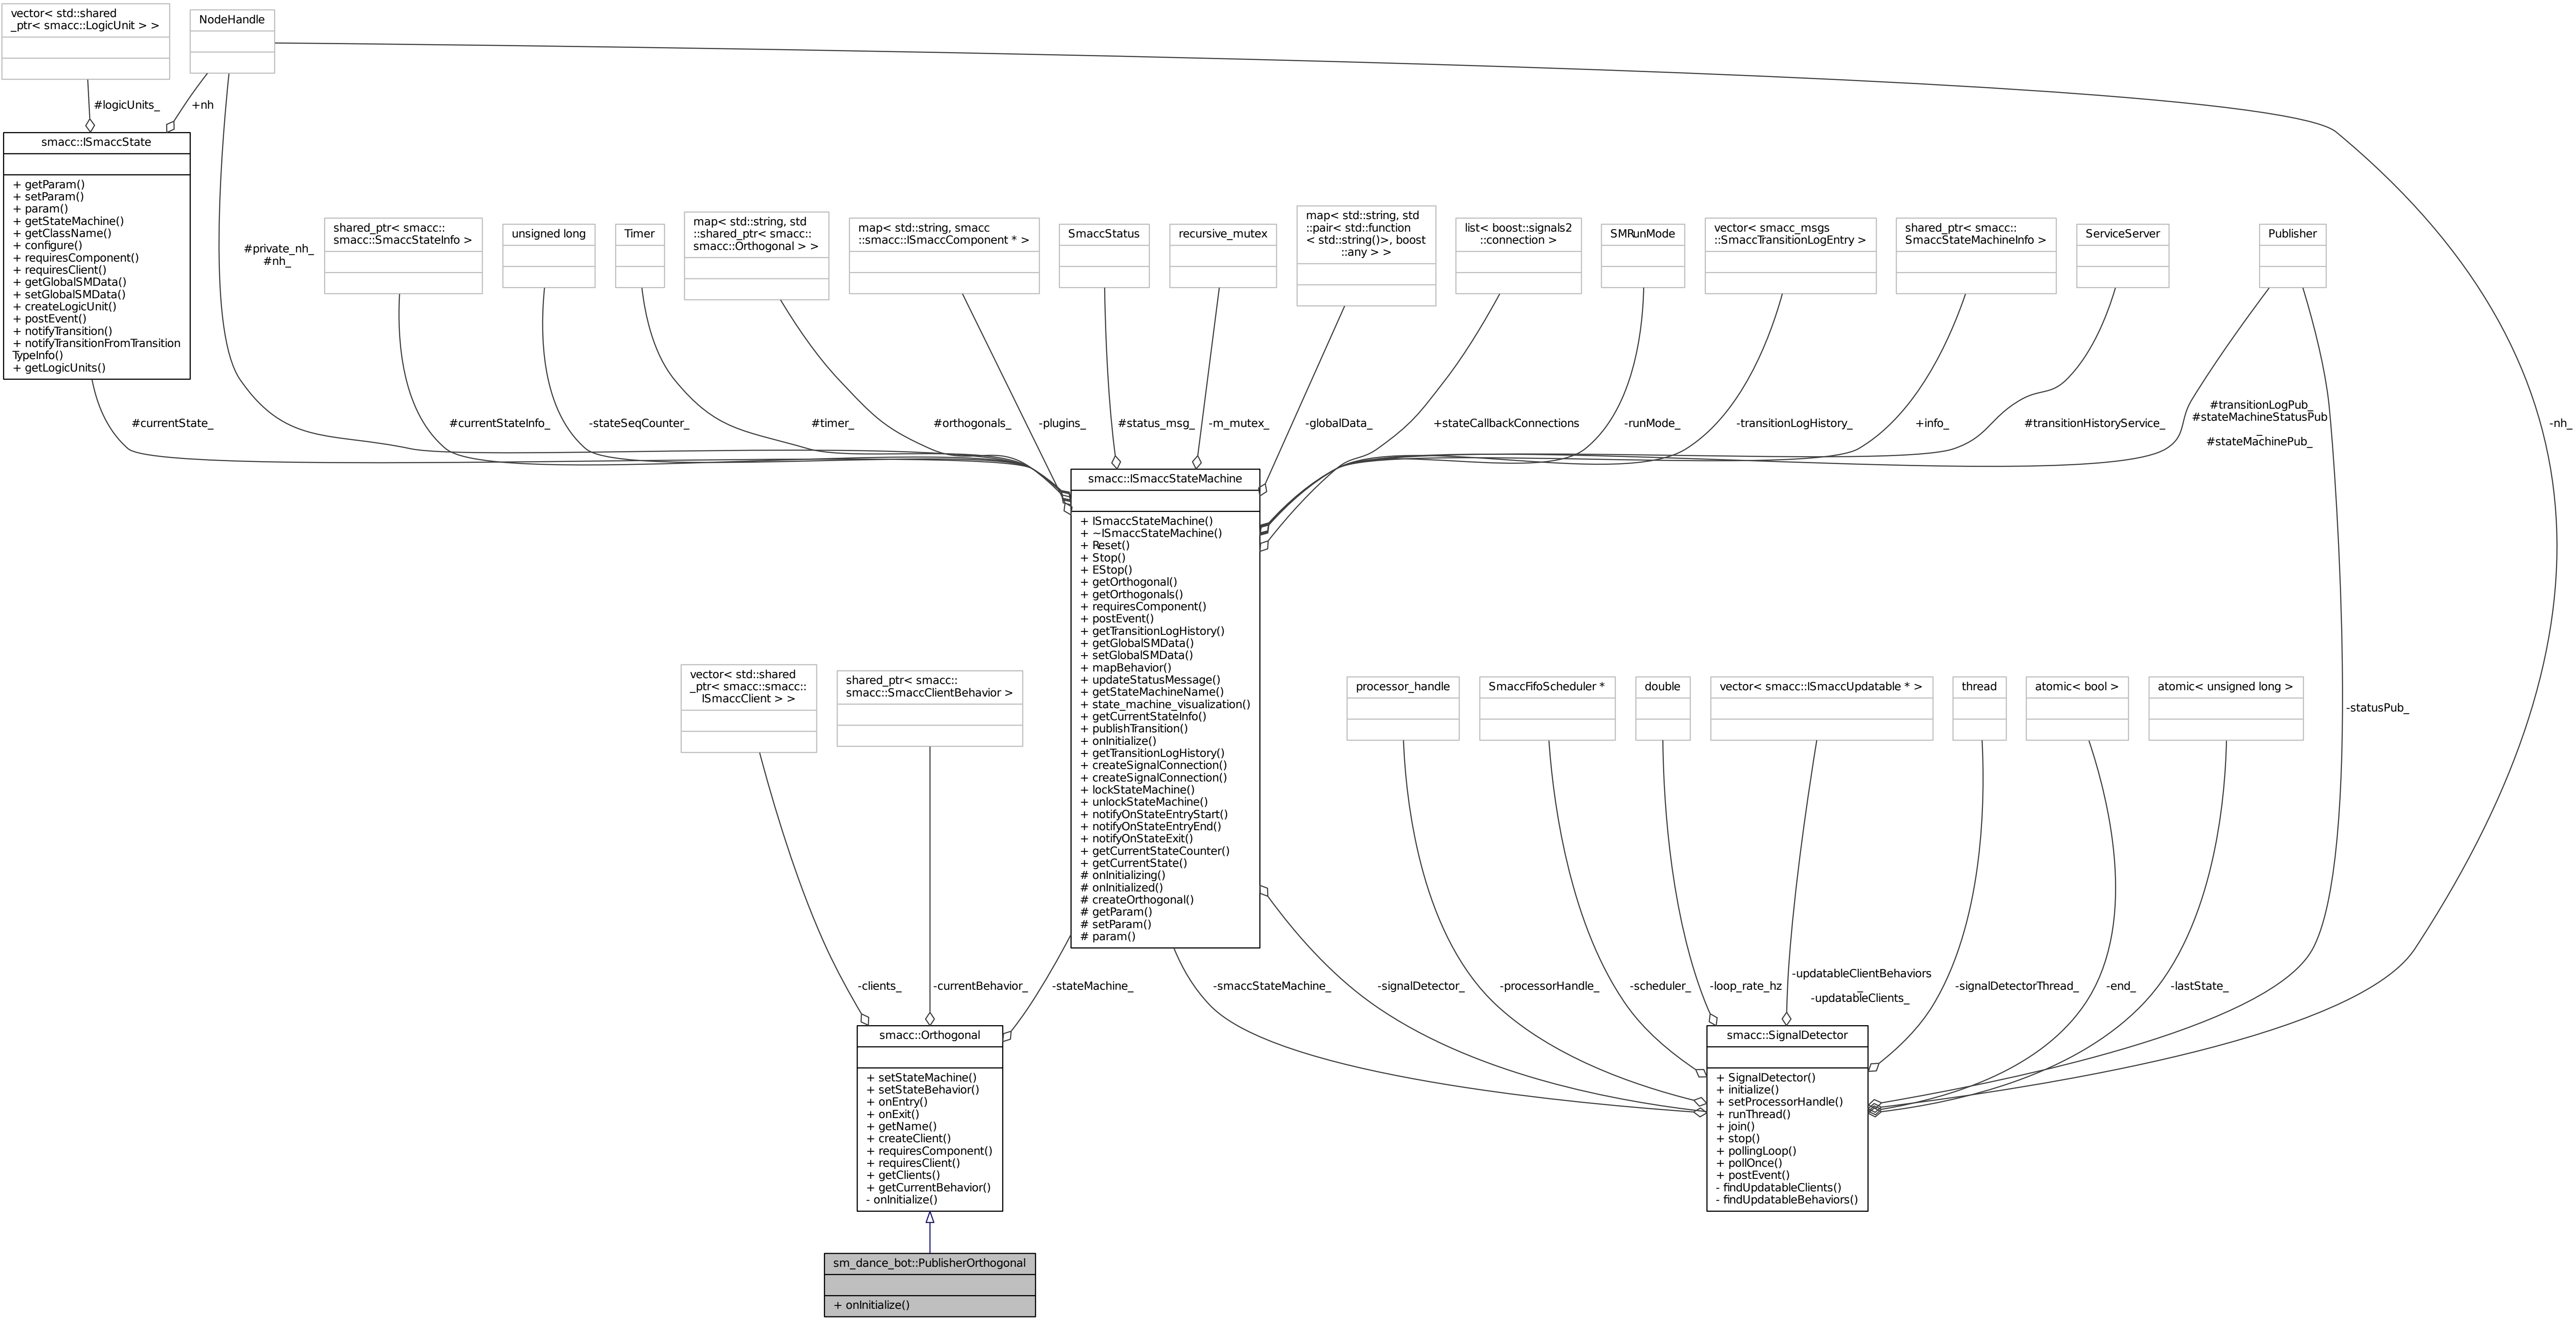 vector< std::shared
_ptr< smacc::LogicUnit > >
NodeHandle
#logicUnits_
+nh
smacc::ISmaccState
+ getParam()
+ setParam()
+ param()
+ getStateMachine()
+ getClassName()
+ configure()
+ requiresComponent()
+ requiresClient()
+ getGlobalSMData()
+ setGlobalSMData()
+ createLogicUnit()
+ postEvent()
+ notifyTransition()
+ notifyTransitionFromTransition
TypeInfo()
+ getLogicUnits()
#private_nh_
#nh_
shared_ptr< smacc::
smacc::SmaccStateInfo >
unsigned long
Timer
map< std::string, std
::shared_ptr< smacc::
smacc::Orthogonal > >
map< std::string, smacc
::smacc::ISmaccComponent * >
SmaccStatus
recursive_mutex
map< std::string, std
::pair< std::function
< std::string()>, boost
::any > >
list< boost::signals2
::connection >
SMRunMode
vector< smacc_msgs
::SmaccTransitionLogEntry >
shared_ptr< smacc::
SmaccStateMachineInfo >
ServiceServer
Publisher
#currentState_
#currentStateInfo_
-stateSeqCounter_
#timer_
#orthogonals_
-plugins_
#status_msg_
-m_mutex_
-globalData_
+stateCallbackConnections
-runMode_
-transitionLogHistory_
+info_
#transitionHistoryService_
#transitionLogPub_
#stateMachineStatusPub
_
#stateMachinePub_
-nh_
smacc::ISmaccStateMachine
+ ISmaccStateMachine()
+ ~ISmaccStateMachine()
+ Reset()
+ Stop()
+ EStop()
+ getOrthogonal()
+ getOrthogonals()
+ requiresComponent()
+ postEvent()
+ getTransitionLogHistory()
+ getGlobalSMData()
+ setGlobalSMData()
+ mapBehavior()
+ updateStatusMessage()
+ getStateMachineName()
+ state_machine_visualization()
+ getCurrentStateInfo()
+ publishTransition()
+ onInitialize()
+ getTransitionLogHistory()
+ createSignalConnection()
+ createSignalConnection()
+ lockStateMachine()
+ unlockStateMachine()
+ notifyOnStateEntryStart()
+ notifyOnStateEntryEnd()
+ notifyOnStateExit()
+ getCurrentStateCounter()
+ getCurrentState()
# onInitializing()
# onInitialized()
# createOrthogonal()
# getParam()
# setParam()
# param()
vector< std::shared
_ptr< smacc::smacc::
ISmaccClient > >
shared_ptr< smacc::
smacc::SmaccClientBehavior >
processor_handle
SmaccFifoScheduler *
double
vector< smacc::ISmaccUpdatable * >
thread
atomic< bool >
atomic< unsigned long >
-statusPub_
-clients_
-currentBehavior_
-stateMachine_
-smaccStateMachine_
-signalDetector_
-processorHandle_
-scheduler_
-loop_rate_hz
-updatableClientBehaviors
_
-updatableClients_
-signalDetectorThread_
-end_
-lastState_
smacc::Orthogonal
+ setStateMachine()
+ setStateBehavior()
+ onEntry()
+ onExit()
+ getName()
+ createClient()
+ requiresComponent()
+ requiresClient()
+ getClients()
+ getCurrentBehavior()
- onInitialize()
smacc::SignalDetector
+ SignalDetector()
+ initialize()
+ setProcessorHandle()
+ runThread()
+ join()
+ stop()
+ pollingLoop()
+ pollOnce()
+ postEvent()
- findUpdatableClients()
- findUpdatableBehaviors()
sm_dance_bot::PublisherOrthogonal
+ onInitialize()